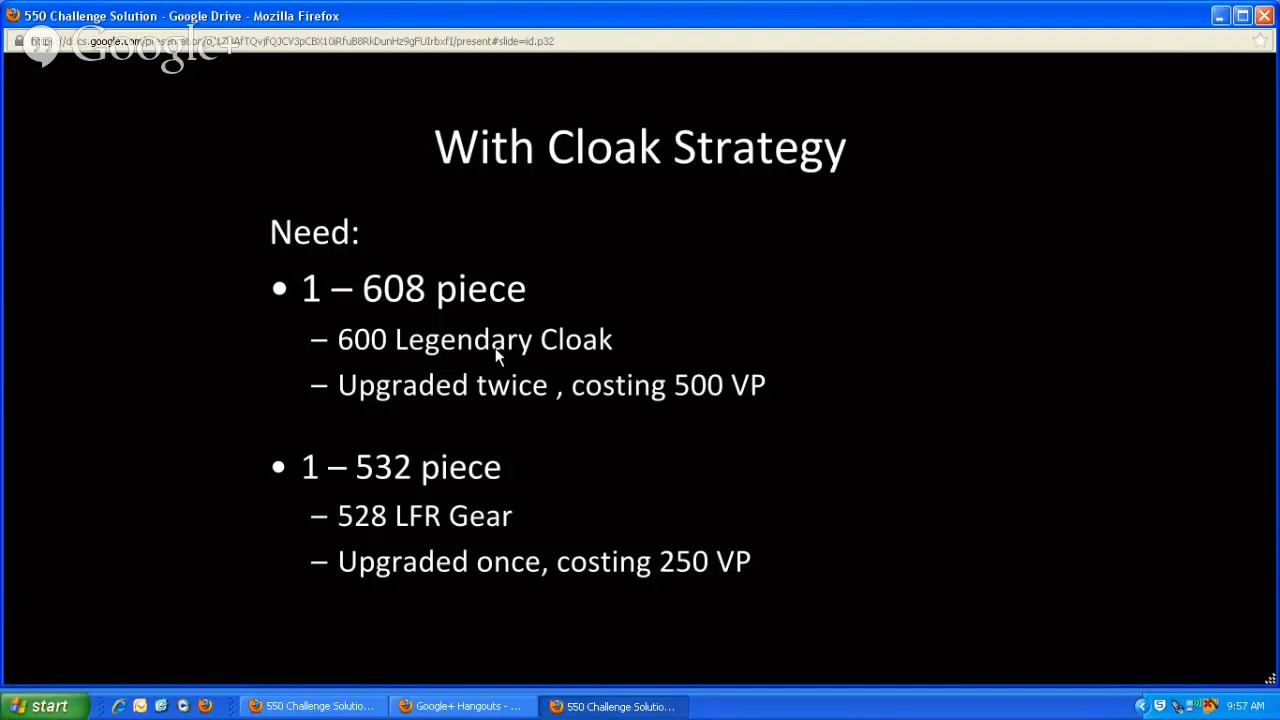 550 Challenge Solution - Google Drive - Mozilla Firefox
Google+
With Cloak Strategy
Need:
• 1 – 608 piece
– 600 Legendary Cloak
– Upgraded twice , costing 500 VP
• 1 – 532 piece
– 528 LFR Gear
– Upgraded once, costing 250 VP
start
550 Challenge Solutio...
Google+ Hangouts - ...
550 Challenge Solutio...
9:57 AM